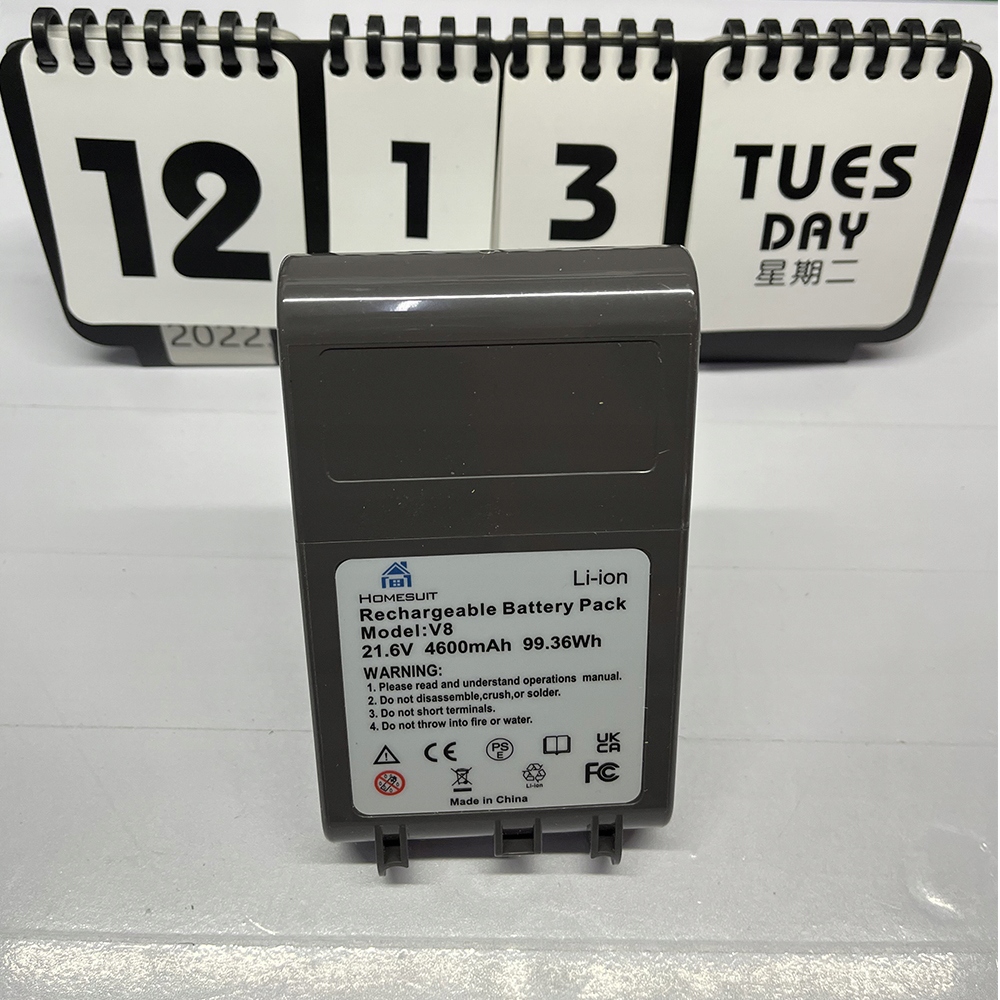 12 1 3 TUES
DAY
星期二
2022
HOMESUIT
Li-ion
Rechargeable Battery Pack
Model:V8
21.6V 4600mAh 99.36Wh
WARNING:
1. Please read and understand operations manual.
2. Do not disassemble,crush,or solder.
3. Do not short terminals.
4. Do not throw into fire or water.
CE PS E UK CA
Li-ion FC
Made in China